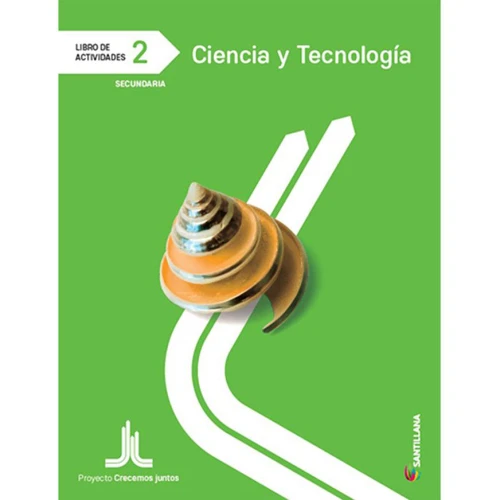 LIBRO DE
ACTIVIDADES 2
SECUNDARIA
Ciencia y Tecnología
Proyecto Crecemos juntos
SANTILLANA